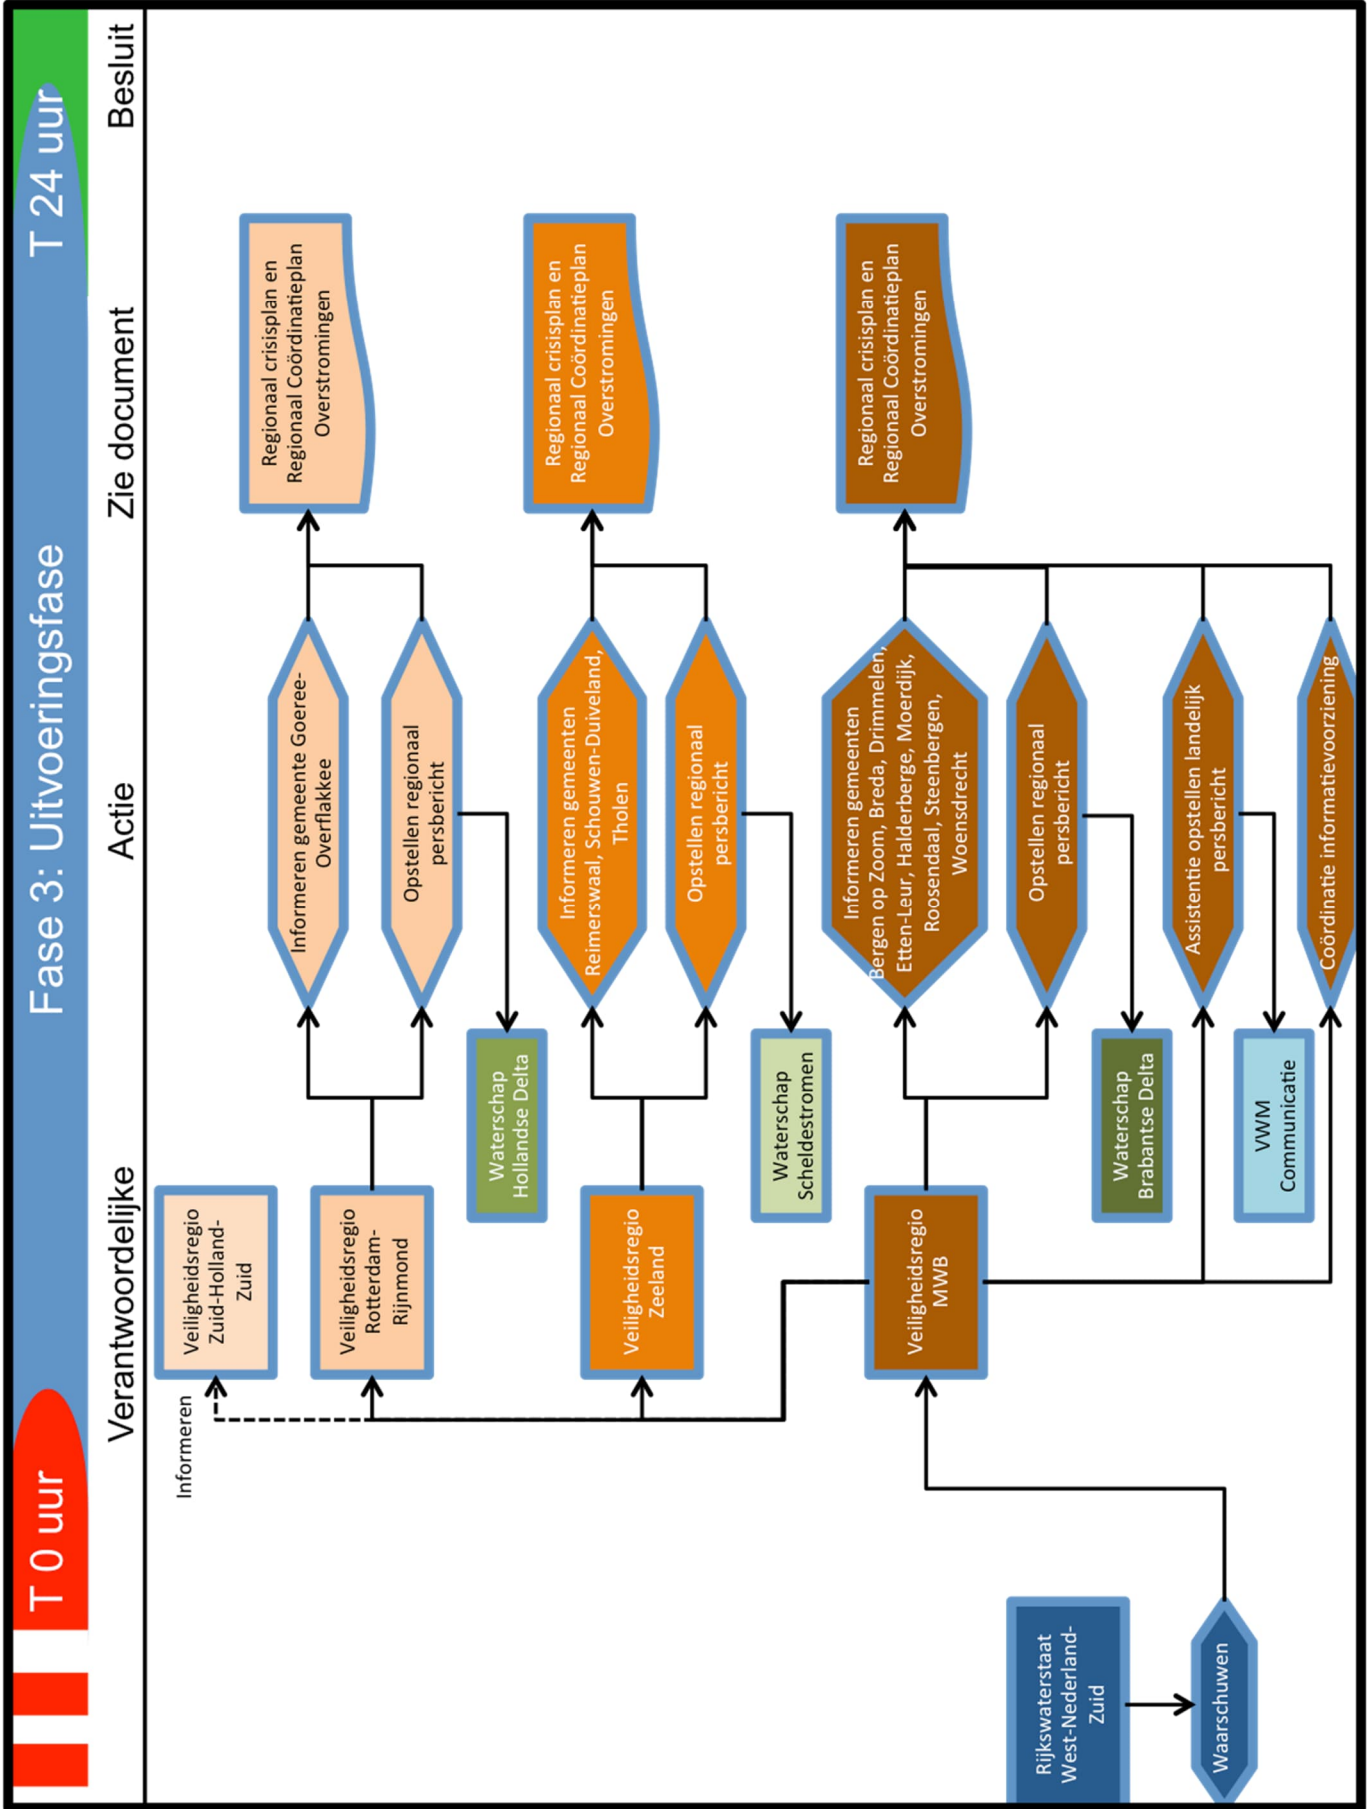 Fase 3: Uitvoeringsfase
T 0 uur
T 24 uur
Verantwoordelijke
Actie
Zie document
Besluit
Informeren
Veiligheidsregio
Zuid-Holland-
Zuid
Veiligheidsregio
Rotterdam-
Rijnmond
Informeren gemeente Goeree-
Overflakkee
Opstellen regionaal
persbericht
Regionaal crisisplan en
Regionaal Coördinatieplan
Overstromingen
Waterschap
Hollandse Delta
Veiligheidsregio
Zeeland
Informeren gemeenten
Reimerswaal, Schouwen-Duiveland,
Tholen
Opstellen regionaal
persbericht
Regionaal crisisplan en
Regionaal Coördinatieplan
Overstromingen
Waterschap
Scheldestromen
Veiligheidsregio
MWB
Informeren gemeenten
Bergen op Zoom, Breda, Drimmelen,
Etten-Leur, Halderberge, Moerdijk,
Roosendaal, Steenbergen,
Woensdrecht
Opstellen regionaal
persbericht
Regionaal crisisplan en
Regionaal Coördinatieplan
Overstromingen
Waterschap
Brabantse Delta
Assistentie opstellen landelijk
persbericht
VWM
Communicatie
Coördinatie informatievoorziening
Rijkswaterstaat
West-Nederland-
Zuid
Waarschuwen